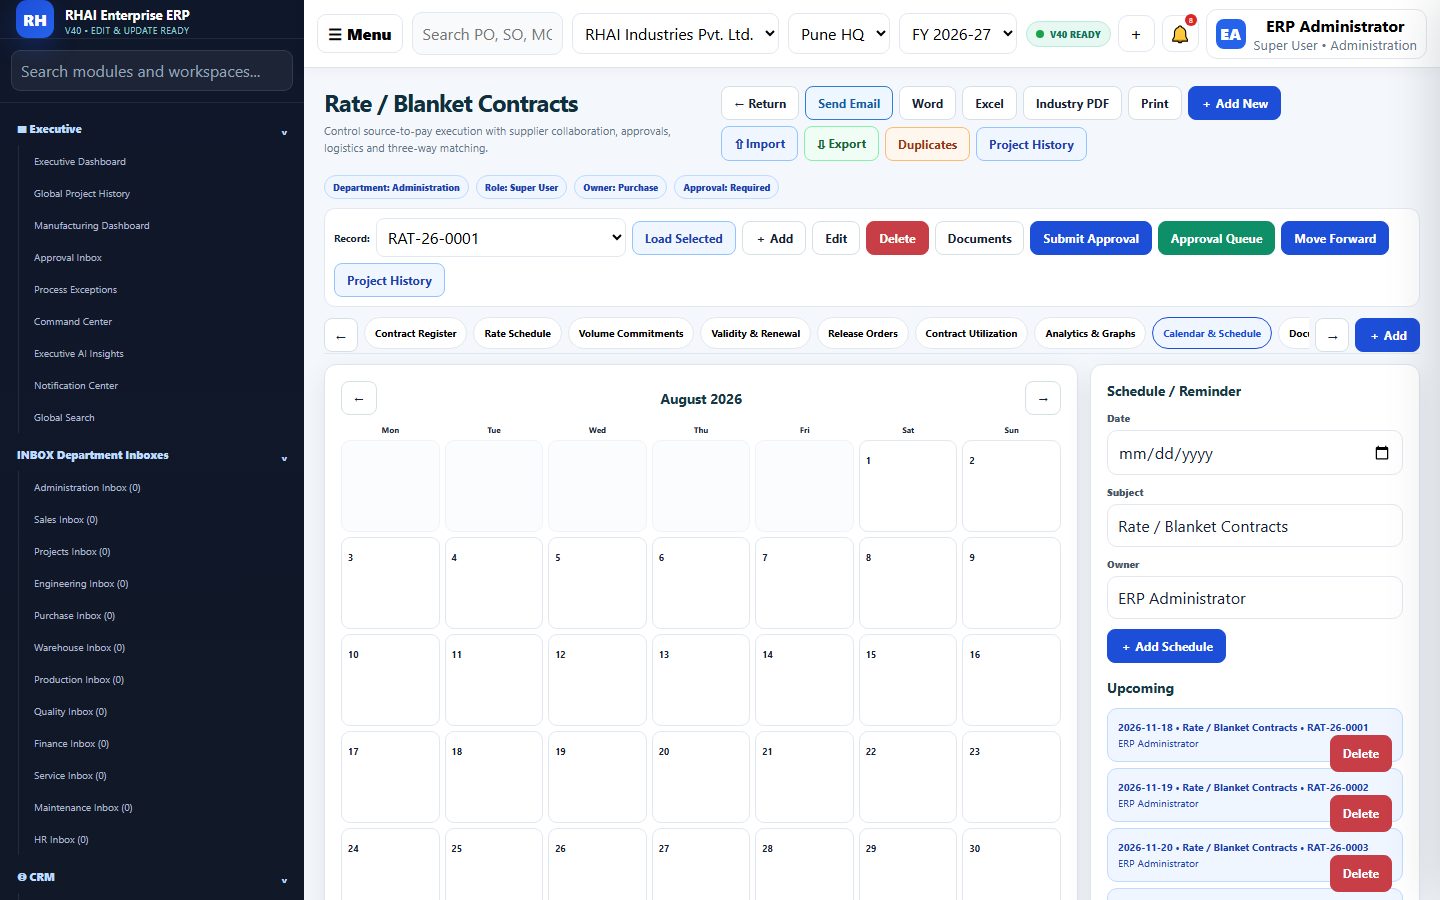 RH
RHAI Enterprise ERP
V40 • EDIT & UPDATE READY
Search modules and workspaces...
Executive
Executive Dashboard
Global Project History
Manufacturing Dashboard
Approval Inbox
Process Exceptions
Command Center
Executive AI Insights
Notification Center
Global Search
INBOX Department Inboxes
Administration Inbox (0)
Sales Inbox (0)
Projects Inbox (0)
Engineering Inbox (0)
Purchase Inbox (0)
Warehouse Inbox (0)
Production Inbox (0)
Quality Inbox (0)
Finance Inbox (0)
Service Inbox (0)
Maintenance Inbox (0)
HR Inbox (0)
CRM
☰ Menu
Search PO, SO, MO
RHAI Industries Pvt. Ltd.
Pune HQ
FY 2026-27
V40 READY
+
8
EA
ERP Administrator
Super User • Administration
Rate / Blanket Contracts
Control source-to-pay execution with supplier collaboration, approvals,
logistics and three-way matching.
← Return
Send Email
Word
Excel
Industry PDF
Print
+ Add New
⇧ Import
⇩ Export
Duplicates
Project History
Department: Administration
Role: Super User
Owner: Purchase
Approval: Required
Record:
RAT-26-0001
Load Selected
+ Add
Edit
Delete
Documents
Submit Approval
Approval Queue
Move Forward
Project History
←
Contract Register
Rate Schedule
Volume Commitments
Validity & Renewal
Release Orders
Contract Utilization
Analytics & Graphs
Calendar & Schedule
Docu
→
+ Add
←
August 2026
→
Mon Tue Wed Thu Fri Sat Sun
1 2
3 4 5 6 7 8 9
10 11 12 13 14 15 16
17 18 19 20 21 22 23
24 25 26 27 28 29 30
Schedule / Reminder
Date
mm/dd/yyyy
Subject
Rate / Blanket Contracts
Owner
ERP Administrator
+ Add Schedule
Upcoming
2026-11-18 • Rate / Blanket Contracts • RAT-26-0001
ERP Administrator
Delete
2026-11-19 • Rate / Blanket Contracts • RAT-26-0002
ERP Administrator
Delete
2026-11-20 • Rate / Blanket Contracts • RAT-26-0003
ERP Administrator
Delete